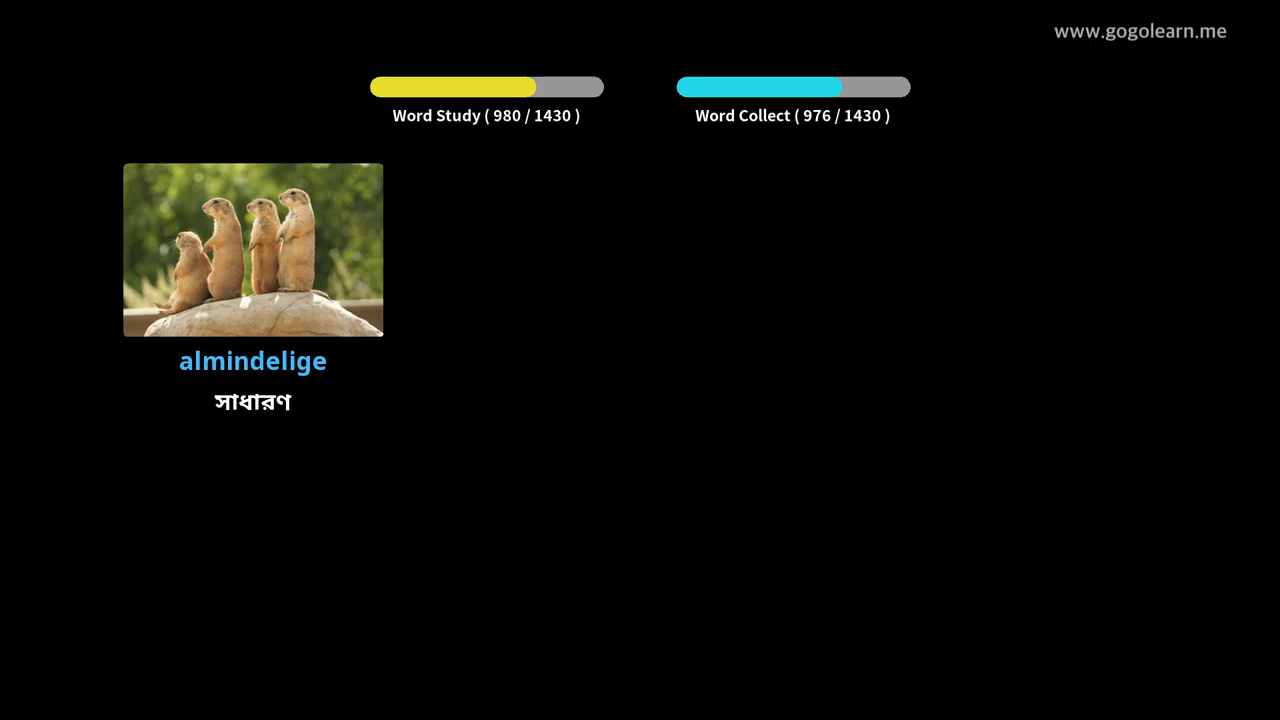 www.gogolearn.me
Word Study ( 980 / 1430 )
Word Collect ( 976 / 1430 )
almindelige
সাধারণ